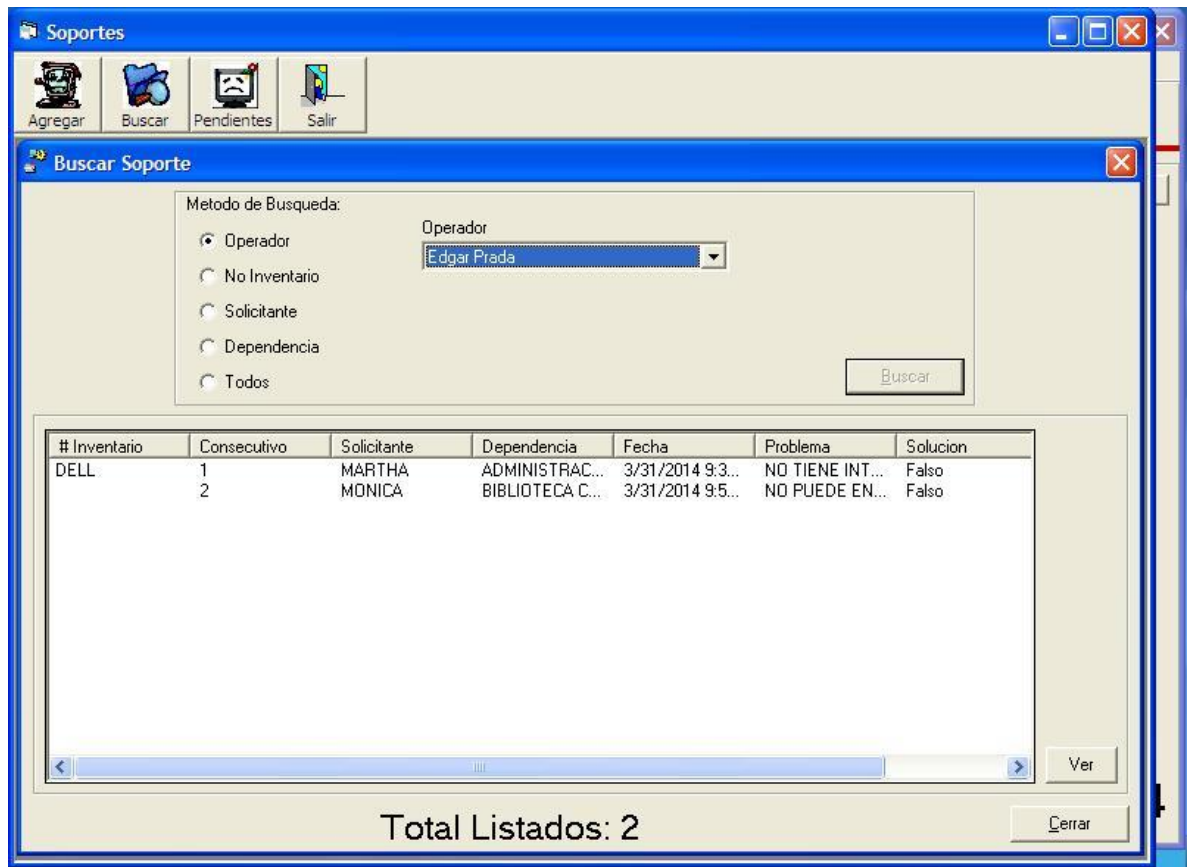 Soportes
Agregar Buscar Pendientes Salir
Buscar Soporte
Metodo de Busqueda:
Operador
Operador
Edgar Prada
No Inventario
Solicitante
Dependencia
Todos
Buscar
# Inventario Consecutivo Solicitante Dependencia Fecha Problema Solucion
DELL 1 MARTHA ADMINISTRAC... 3/31/2014 9:3... NO TIENE INT... Falso
2 MONICA BIBLIOTECA C... 3/31/2014 9:5... NO PUEDE EN... Falso
Ver
Total Listados: 2
Cerrar